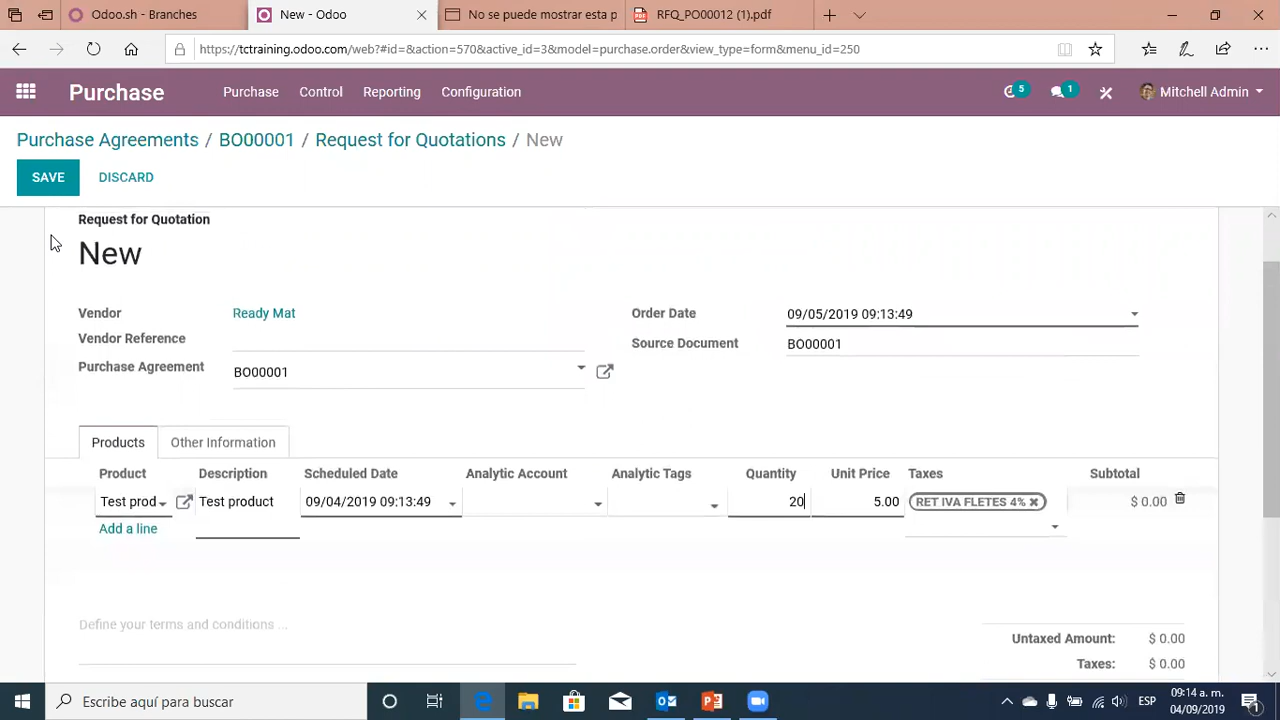 Odoo.sh - Branches
New - Odoo
No se puede mostrar esta p
RFQ_PO00012 (1).pdf
https://tctraining.odoo.com/web?#id=&action=570&active_id=3&model=purchase.order&view_type=form&menu_id=250
Purchase
Purchase
Control
Reporting
Configuration
5
1
Mitchell Admin
Purchase Agreements / BO00001 / Request for Quotations / New
SAVE
DISCARD
Request for Quotation
New
Vendor
Ready Mat
Order Date
09/05/2019 09:13:49
Vendor Reference
Source Document
BO00001
Purchase Agreement
BO00001
Products
Other Information
Product
Description
Scheduled Date
Analytic Account
Analytic Tags
Quantity
Unit Price
Taxes
Subtotal
Test prod
Test product
09/04/2019 09:13:49
20
5.00
RET IVA FLETES 4%
$ 0.00
Add a line
Define your terms and conditions ...
Untaxed Amount:
$ 0.00
Taxes:
$ 0.00
Escribe aquí para buscar
ESP
09:14 a. m.
04/09/2019
1